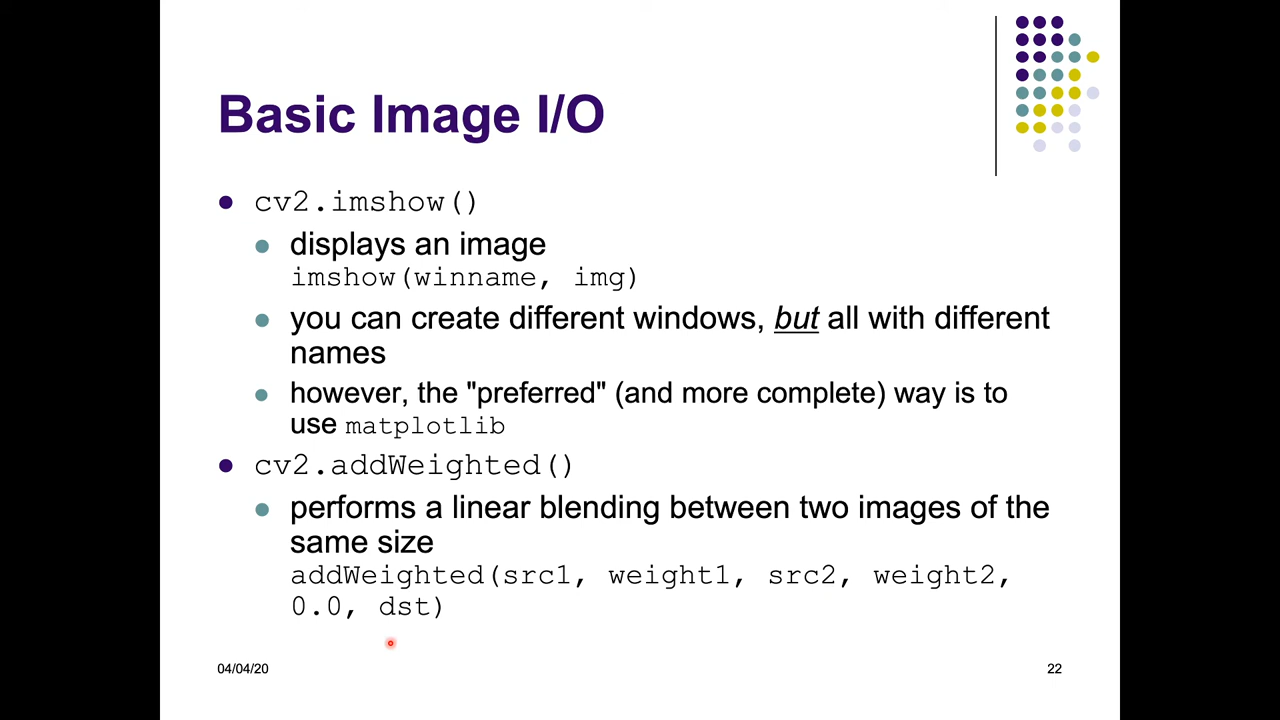 Basic Image I/O
cv2.imshow()
displays an image
imshow(winname, img)
you can create different windows, but all with different
names
however, the "preferred" (and more complete) way is to
use matplotlib
cv2.addWeighted()
performs a linear blending between two images of the
same size
addWeighted(src1, weight1, src2, weight2,
0.0, dst)
04/04/20
22